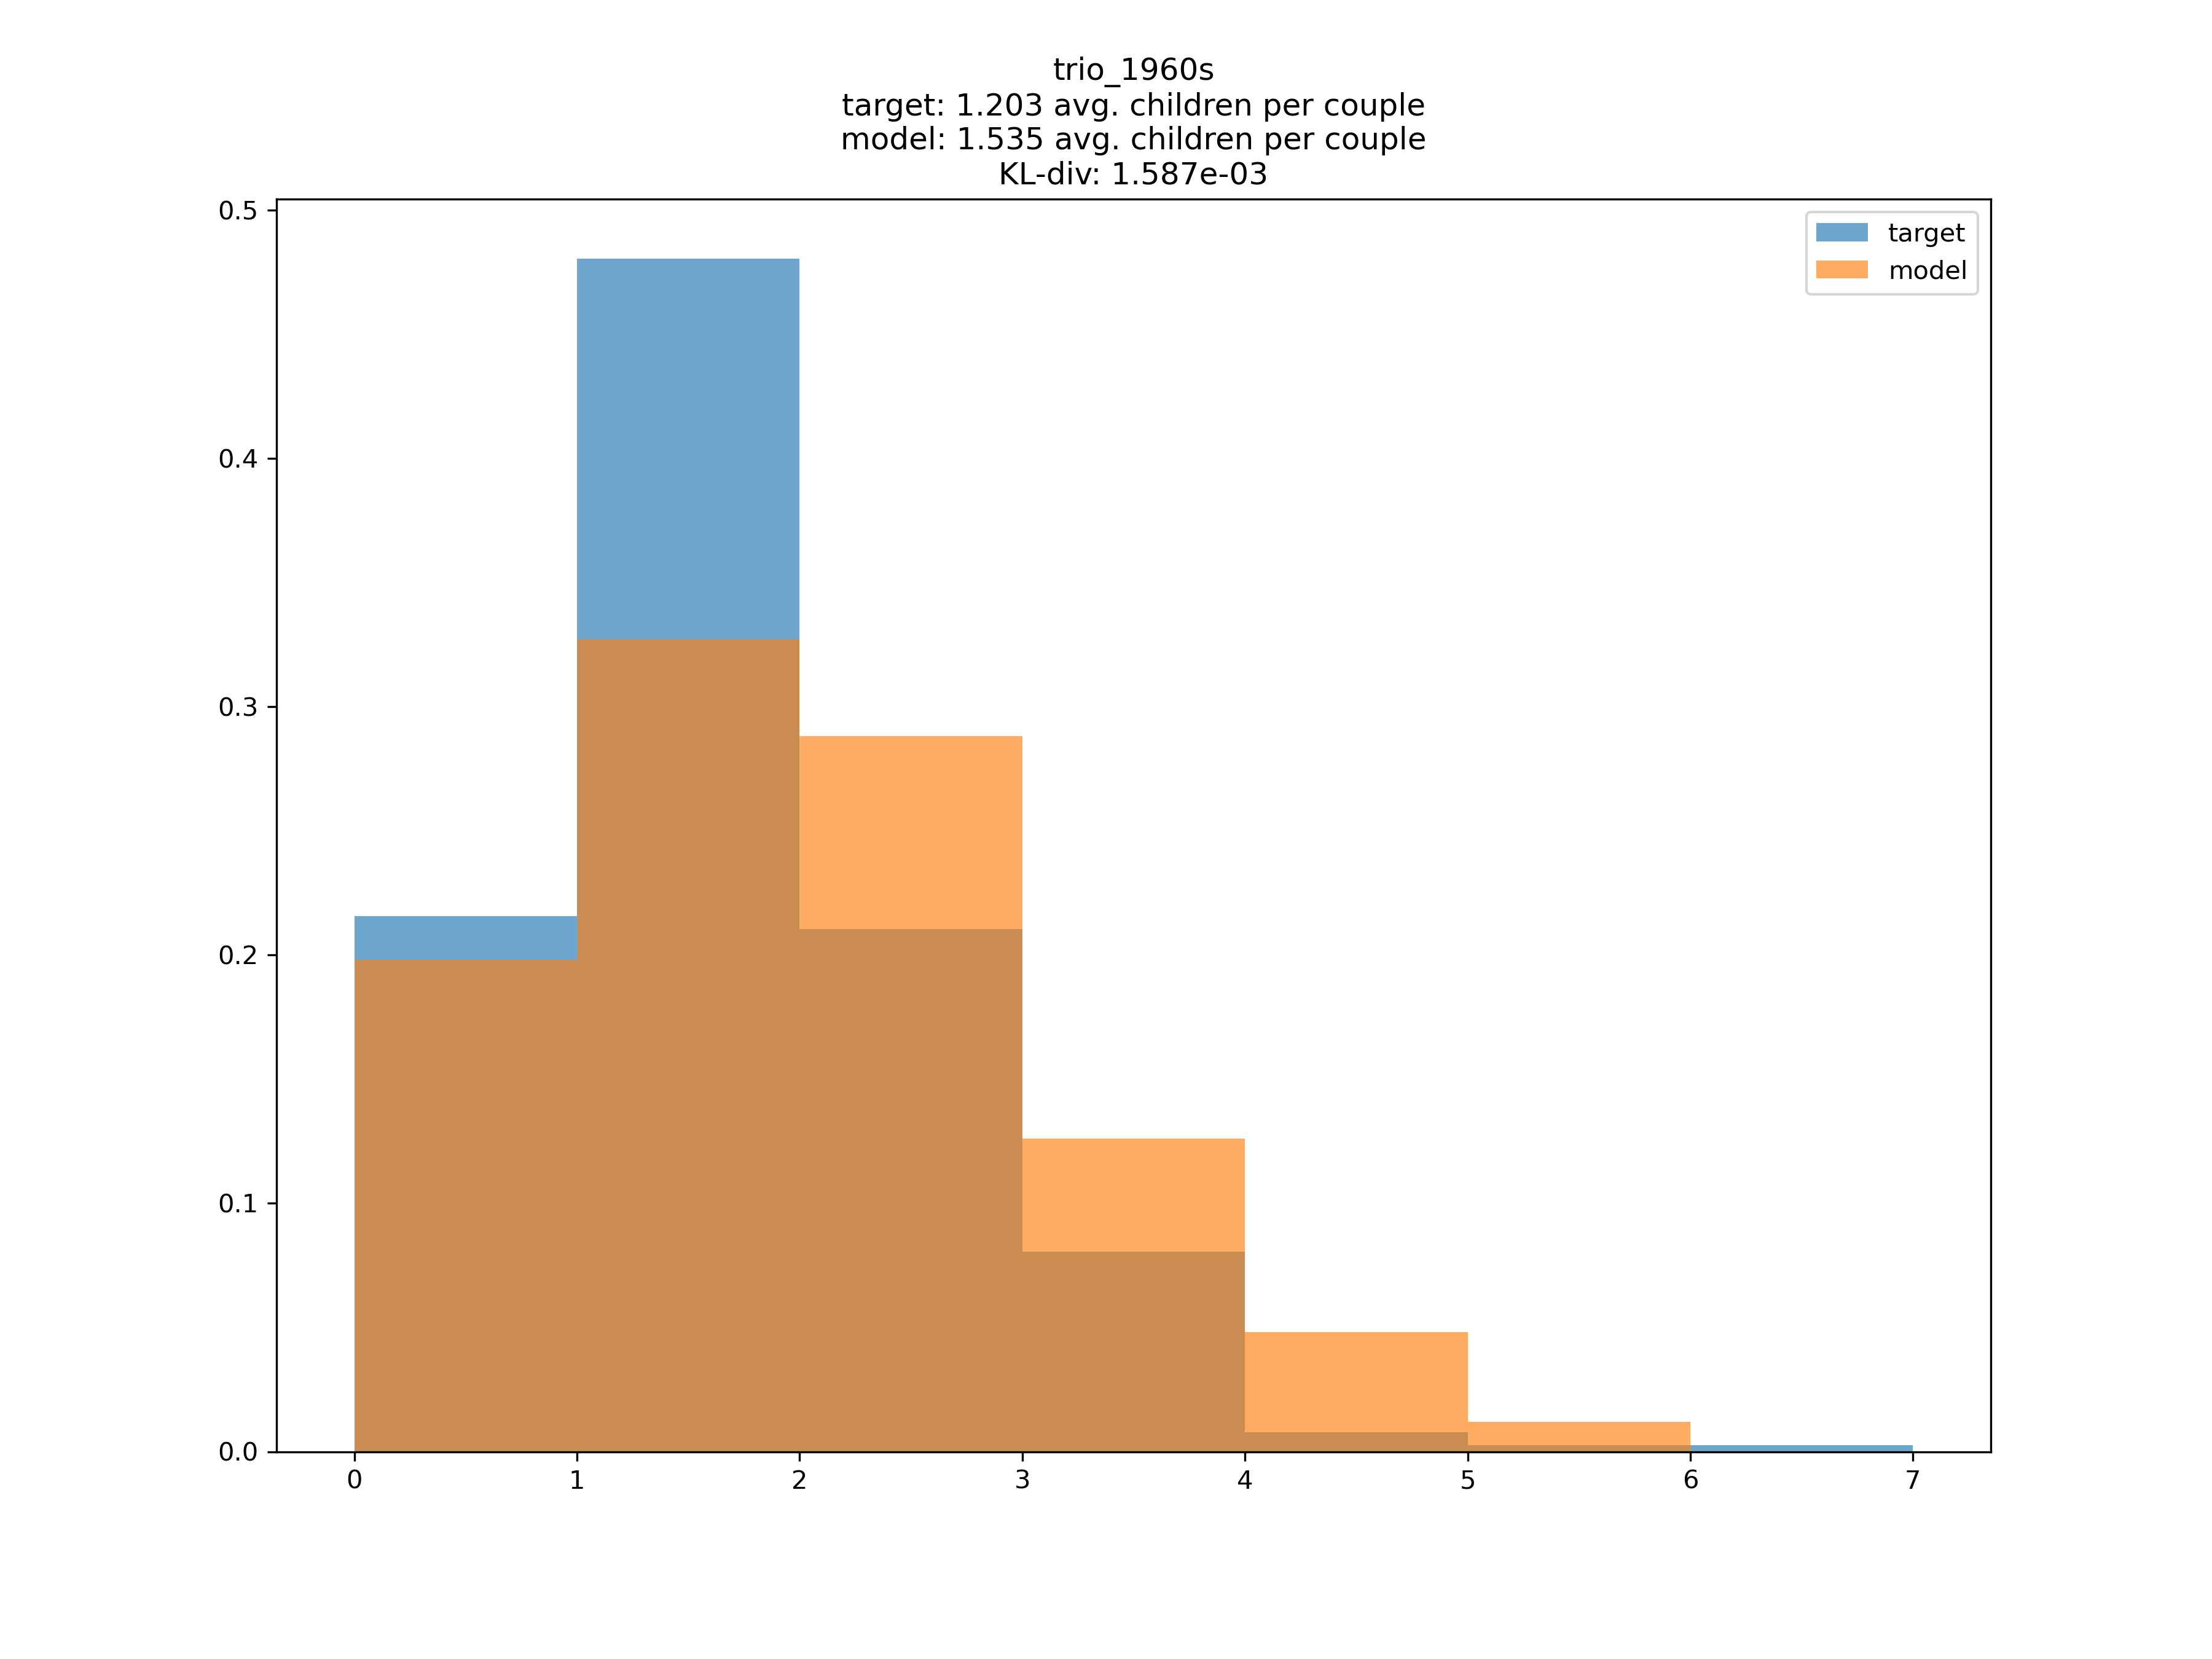 trio_1960s
target: 1.203 avg. children per couple
model: 1.535 avg. children per couple
KL-div: 1.587e-03
target
model
0.5
0.4
0.3
0.2
0.1
0.0
0 1 2 3 4 5 6 7